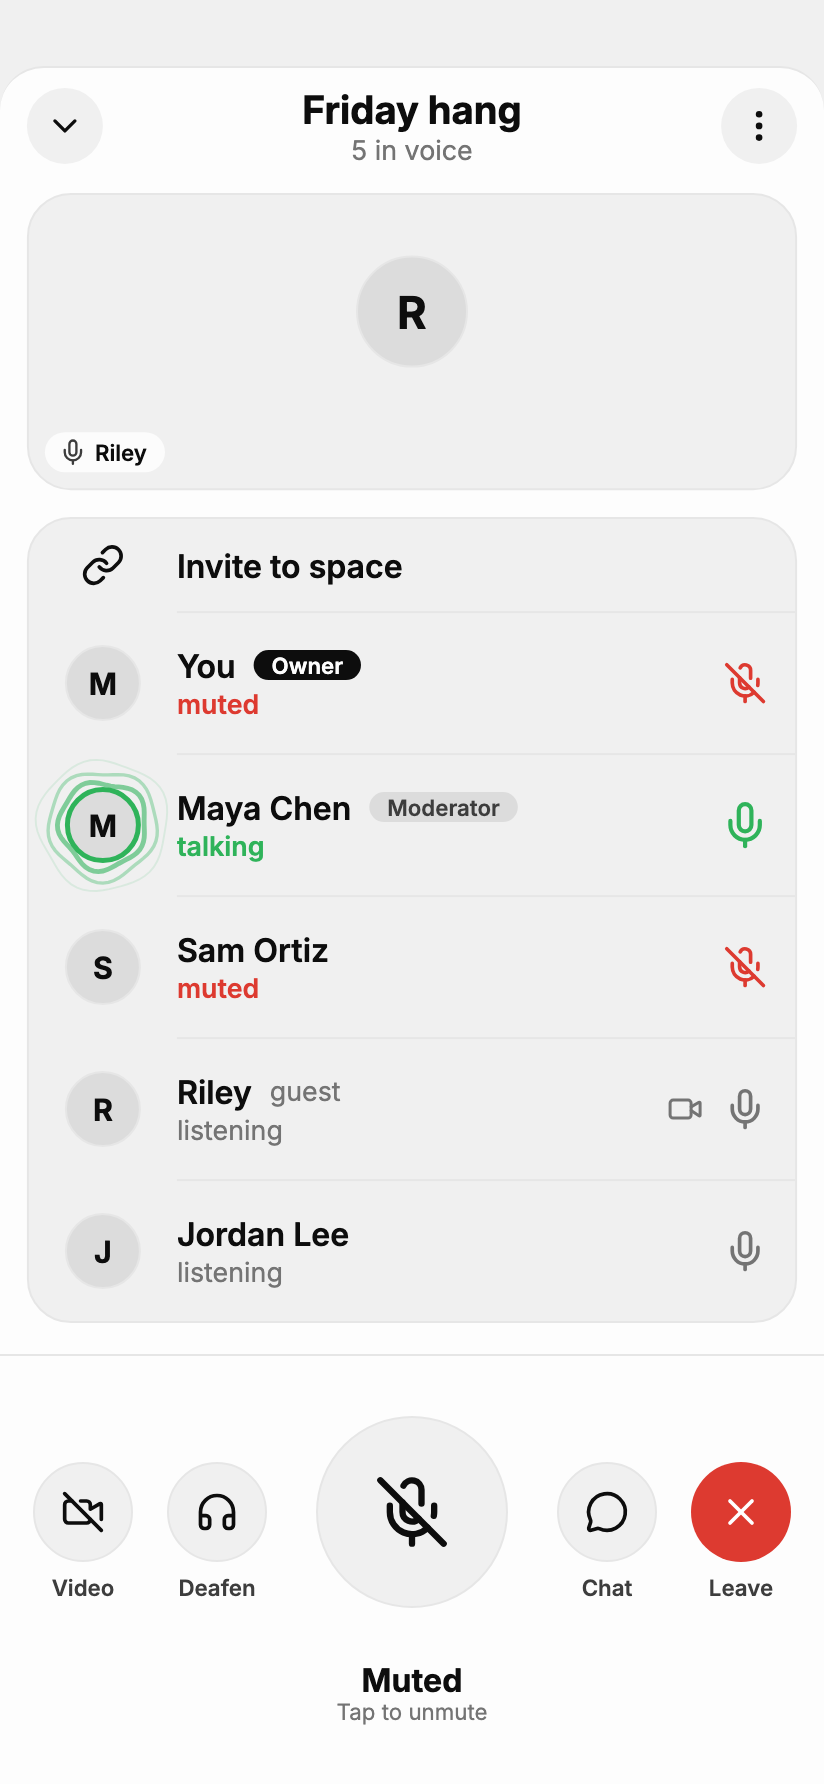 Friday hang
5 in voice
R
Riley
Invite to space
M
You Owner
muted
M
Maya Chen Moderator
talking
S
Sam Ortiz
muted
R
Riley guest
listening
J
Jordan Lee
listening
Video
Deafen
Chat
Leave
Muted
Tap to unmute